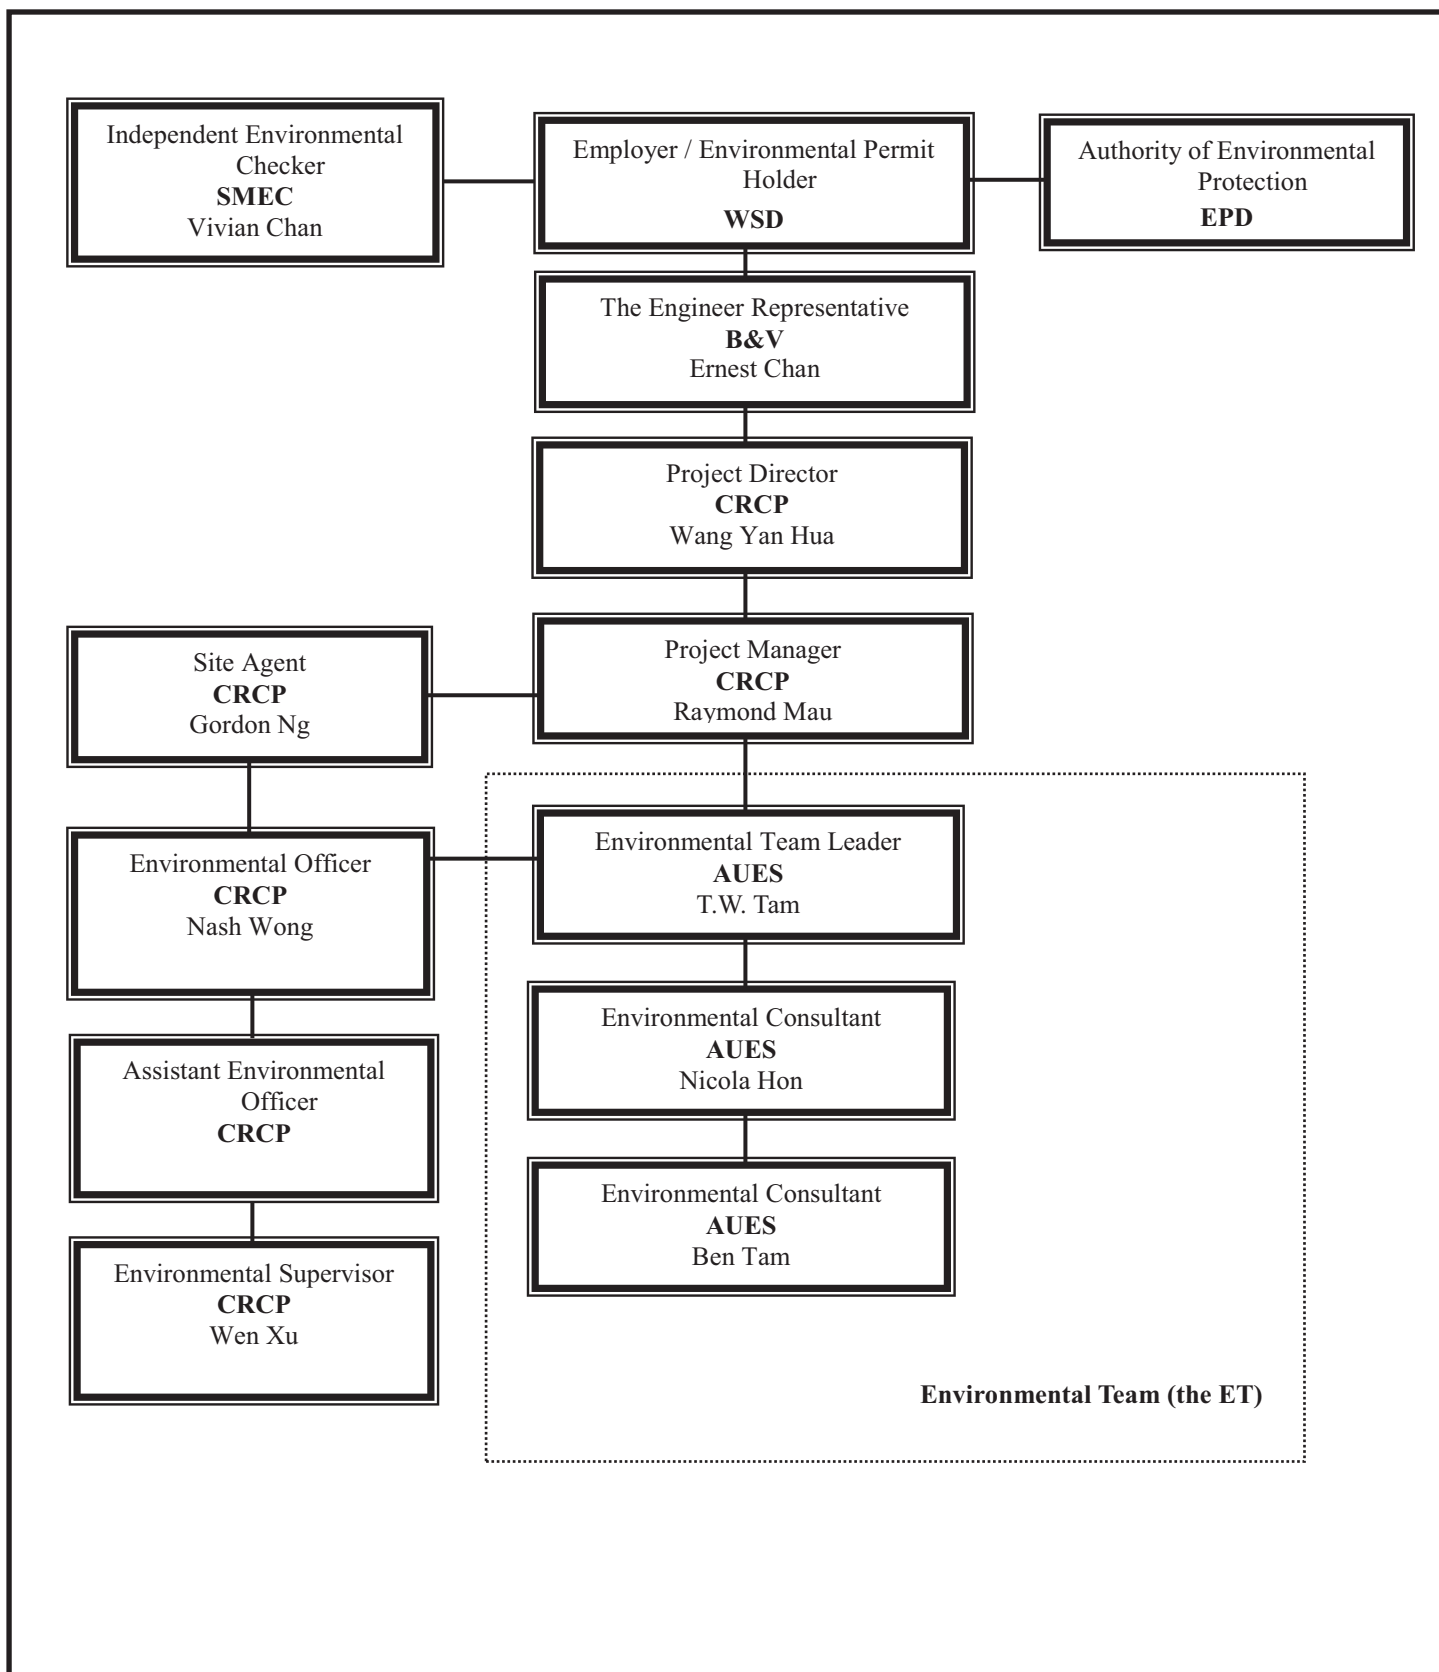 Independent Environmental
Checker
SMEC
Vivian Chan
Employer / Environmental Permit
Holder
WSD
Authority of Environmental
Protection
EPD
The Engineer Representative
B&V
Ernest Chan
Project Director
CRCP
Wang Yan Hua
Project Manager
CRCP
Raymond Mau
Site Agent
CRCP
Gordon Ng
Environmental Team Leader
AUES
T.W. Tam
Environmental Officer
CRCP
Nash Wong
Environmental Consultant
AUES
Nicola Hon
Assistant Environmental
Officer
CRCP
Environmental Consultant
AUES
Ben Tam
Environmental Supervisor
CRCP
Wen Xu
Environmental Team (the ET)